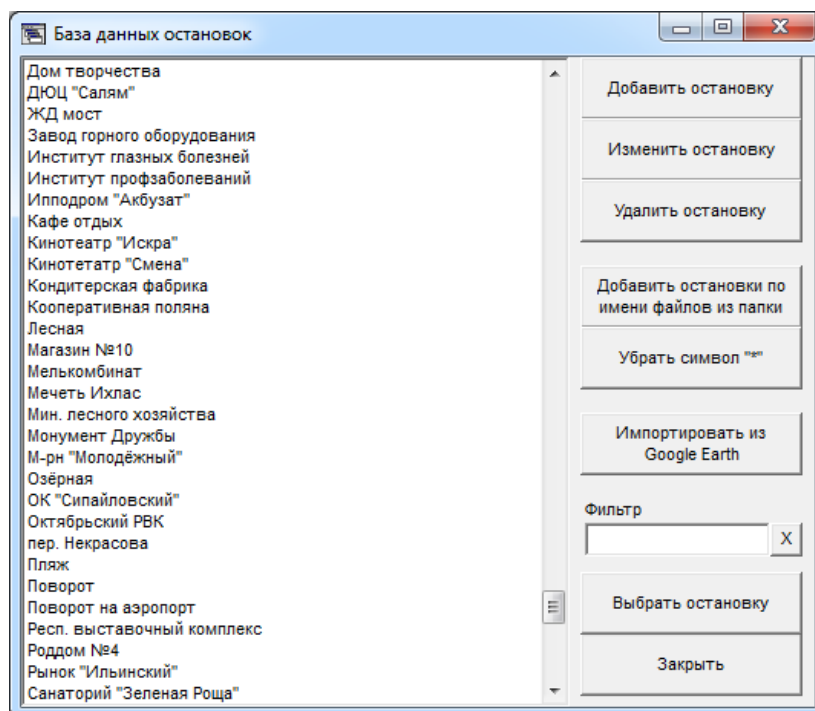 База данных остановок
Дом творчества
ДЮЦ "Салям"
ЖД мост
Завод горного оборудования
Институт глазных болезней
Институт профзаболеваний
Ипподром "Акбузат"
Кафе отдых
Кинотеатр "Искра"
Кинотетатр "Смена"
Кондитерская фабрика
Кооперативная поляна
Лесная
Магазин №10
Мелькомбинат
Мечеть Ихлас
Мин. лесного хозяйства
Монумент Дружбы
М-рн "Молодёжный"
Озёрная
ОК "Сипайловский"
Октябрьский РВК
пер. Некрасова
Пляж
Поворот
Поворот на аэропорт
Респ. выставочный комплекс
Роддом №4
Рынок "Ильинский"
Санаторий "Зеленая Роща"
Добавить остановку
Изменить остановку
Удалить остановку
Добавить остановки по
имени файлов из папки
Убрать символ "*"
Импортировать из
Google Earth
Фильтр
X
Выбрать остановку
Закрыть